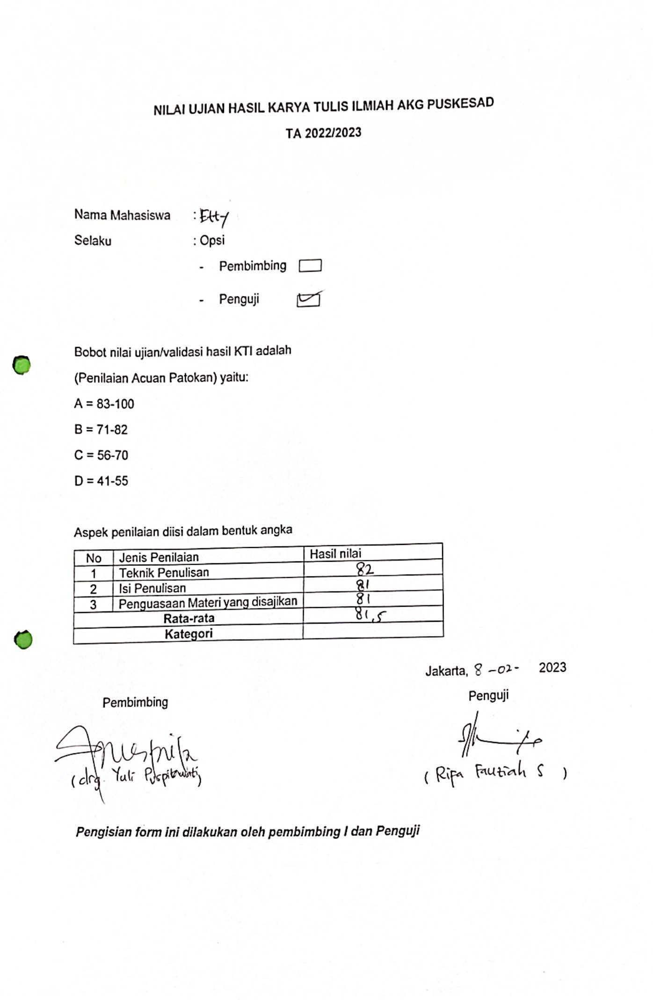 NILAI UJIAN HASIL KARYA TULIS ILMIAH AKG PUSKESAD
TA 2022/2023
Nama Mahasiswa : Etty
Selaku : Opsi
- Pembimbing
- Penguji
Bobot nilai ujian/validasi hasil KTI adalah
(Penilaian Acuan Patokan) yaitu:
A = 83-100
B = 71-82
C = 56-70
D = 41-55
Aspek penilaian diisi dalam bentuk angka
No Jenis Penilaian Hasil nilai
1 Teknik Penulisan 82
2 Isi Penulisan 81
3 Penguasaan Materi yang disajikan 81
Rata-rata 81,5
Kategori
Jakarta, 8-02- 2023
Pembimbing Penguji
(drg. Yuli Puspitawati) (Rifa Fauziah S)
Pengisian form ini dilakukan oleh pembimbing I dan Penguji